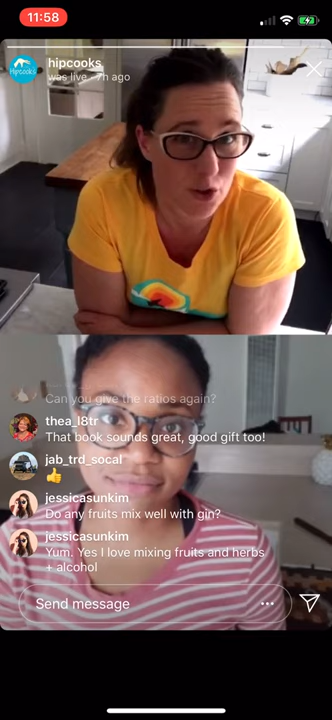 11:58
hipcooks
was live · 7h ago
Hipcooks
Can you give the ratios again?
thea_l8tr
That book sounds great, good gift too!
jab_trd_socal
👍
jessicasunkim
Do any fruits mix well with gin?
jessicasunkim
Yum. Yes I love mixing fruits and herbs
+ alcohol
Send message